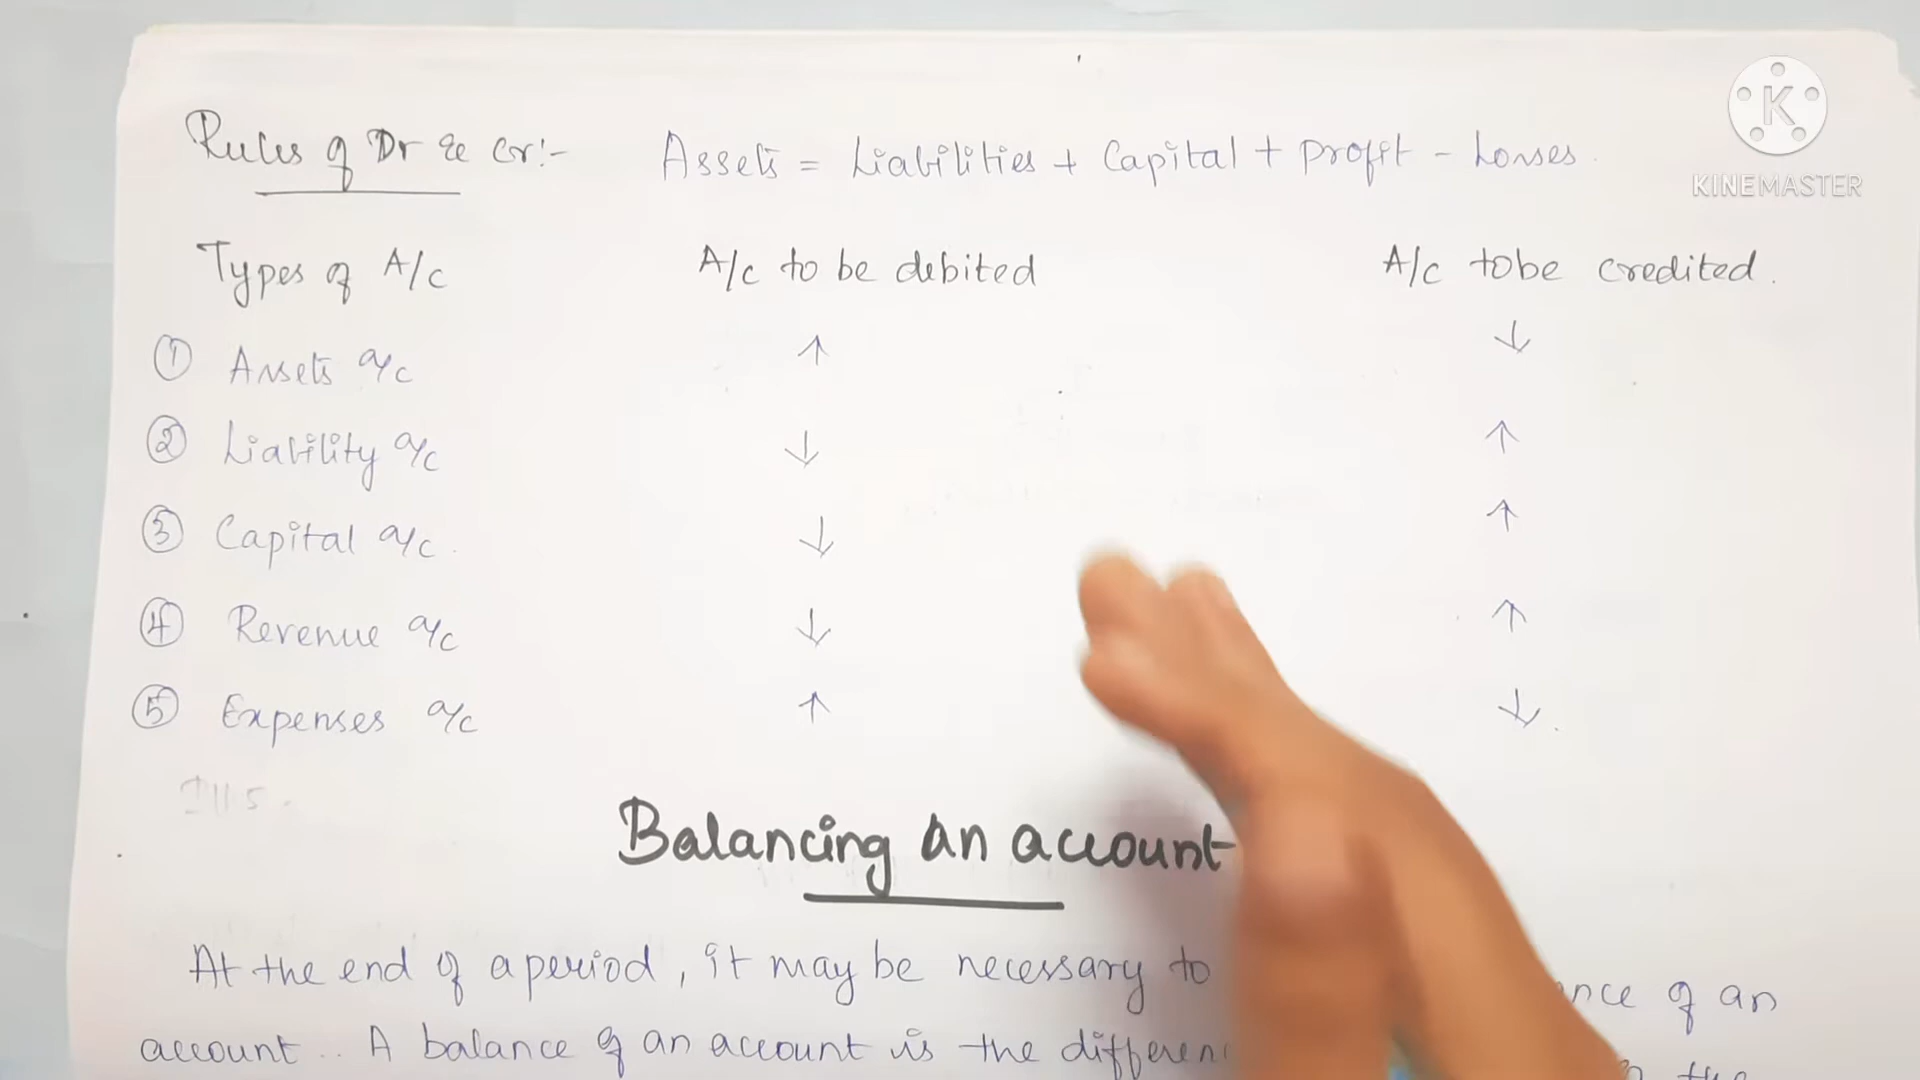 Rules of Dr & Cr:- Assets = Liabilities + Capital + Profit - Losses
K
KINEMASTER
Types of A/c A/c to be debited A/c tobe credited.
① Assets a/c ↑ ↓
② Liability a/c ↓ ↑
③ Capital a/c. ↓ ↑
④ Revenue a/c ↓ ↑
⑤ Expenses a/c ↑ ↓.
Balancing an account
At the end of a period, it may be necessary to of an
account.. A balance of an account is the the